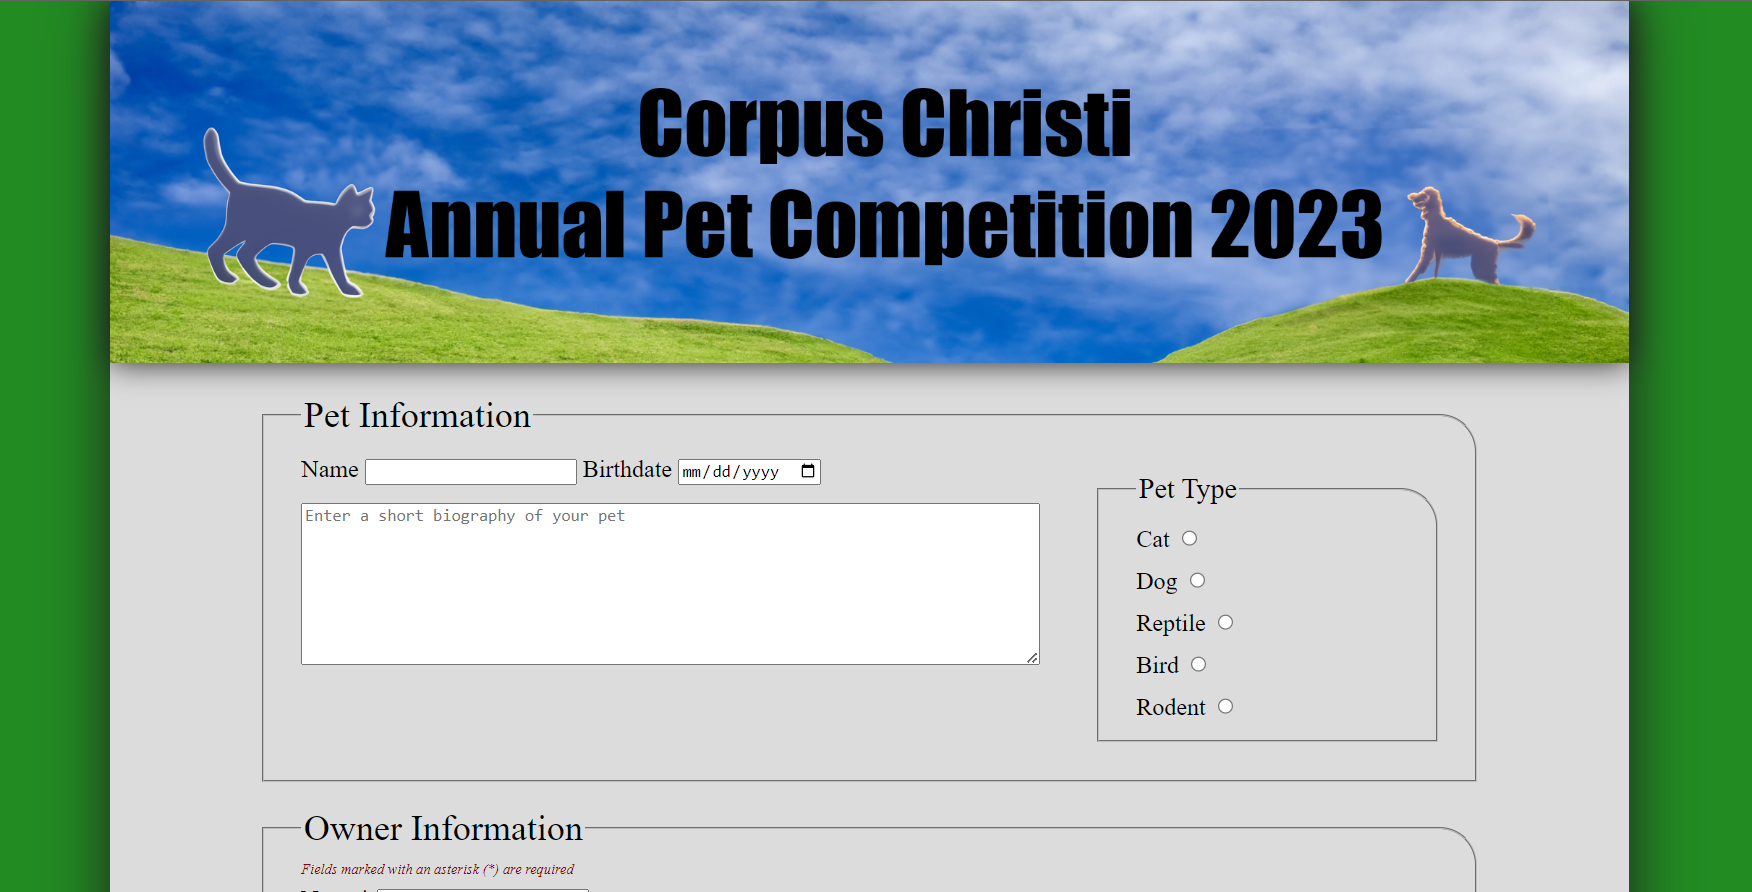 Corpus Christi
Annual Pet Competition 2023
Pet Information
Name Birthdate mm/dd/yyyy
Enter a short biography of your pet
Pet Type
Cat
Dog
Reptile
Bird
Rodent
Owner Information
Fields marked with an asterisk (*) are required